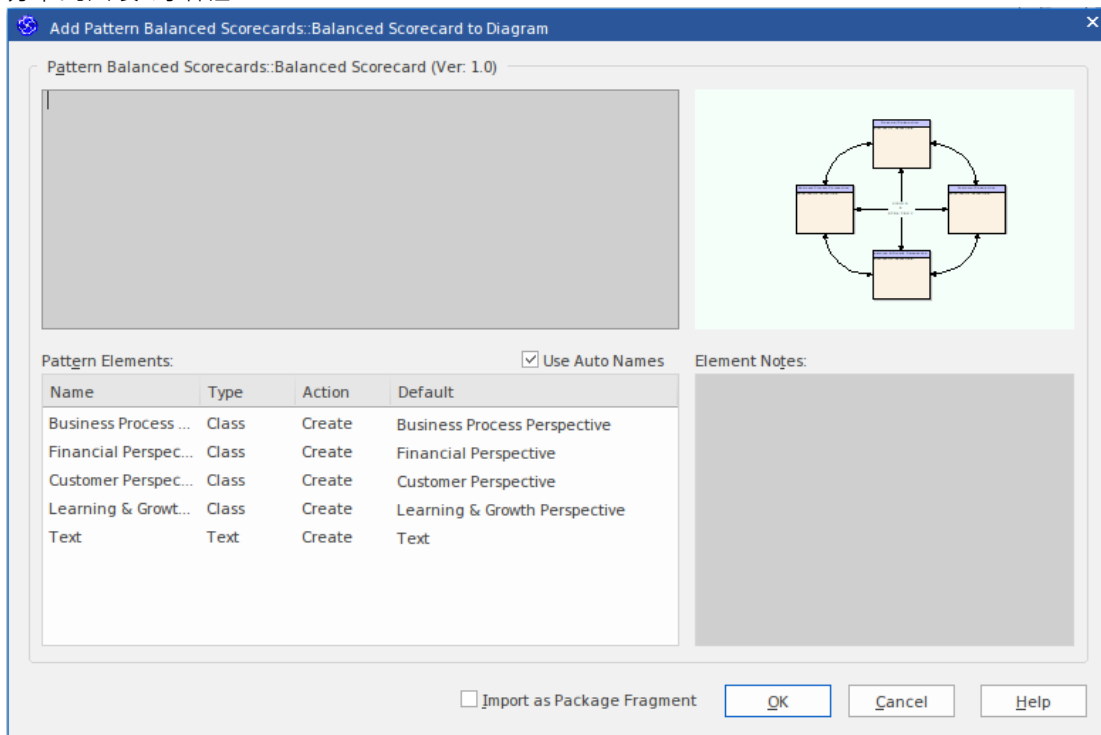 Add Pattern Balanced Scorecards::Balanced Scorecard to Diagram
Pattern Balanced Scorecards::Balanced Scorecard (Ver: 1.0)
Pattern Elements:
Use Auto Names
Element Notes:
Name Type Action Default
Business Process ... Class Create Business Process Perspective
Financial Perspec... Class Create Financial Perspective
Customer Perspec... Class Create Customer Perspective
Learning & Growt... Class Create Learning & Growth Perspective
Text Text Create Text
Import as Package Fragment
OK
Cancel
Help